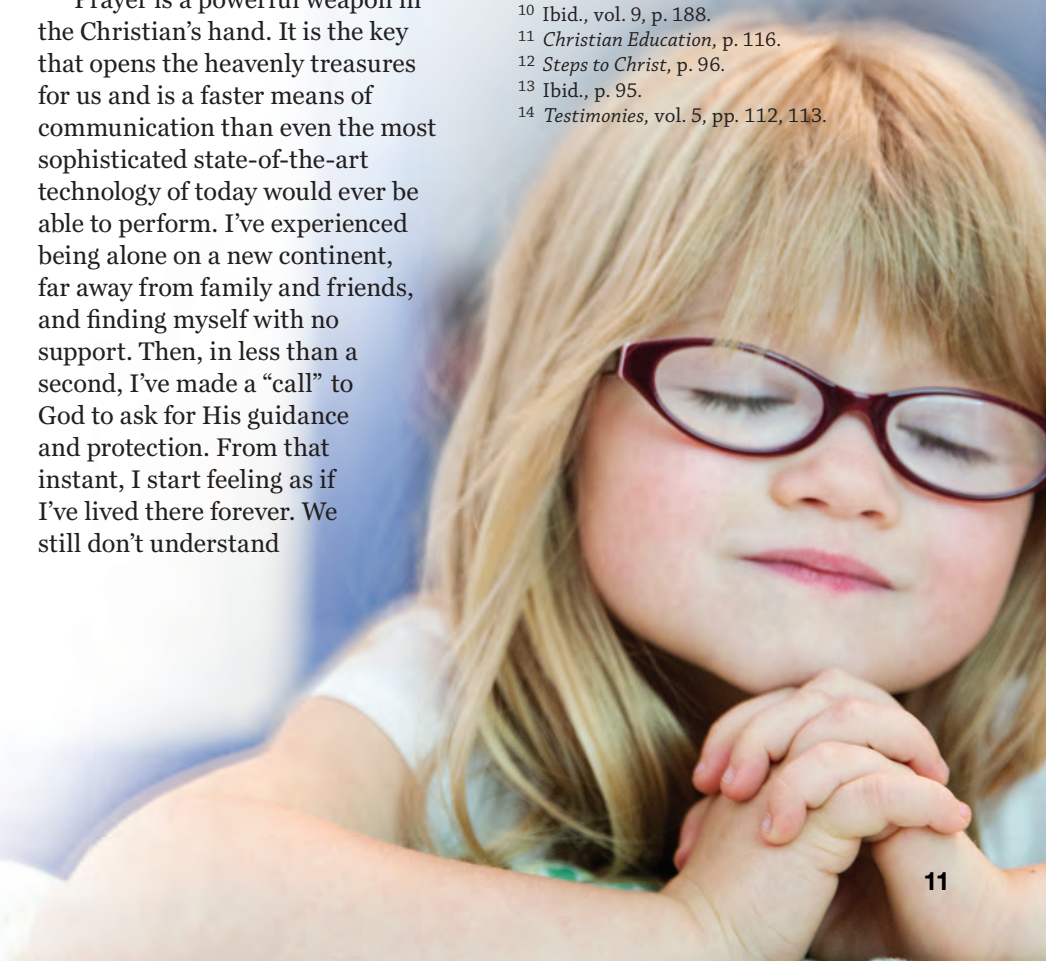 Prayer is a powerful weapon in
the Christian’s hand. It is the key
that opens the heavenly treasures
for us and is a faster means of
communication than even the most
sophisticated state-of-the-art
technology of today would ever be
able to perform. I’ve experienced
being alone on a new continent,
far away from family and friends,
and finding myself with no
support. Then, in less than a
second, I’ve made a “call” to
God to ask for His guidance
and protection. From that
instant, I start feeling as if
I’ve lived there forever. We
still don’t understand
10 Ibid., vol. 9, p. 188.
11 Christian Education, p. 116.
12 Steps to Christ, p. 96.
13 Ibid., p. 95.
14 Testimonies, vol. 5, pp. 112, 113.
11